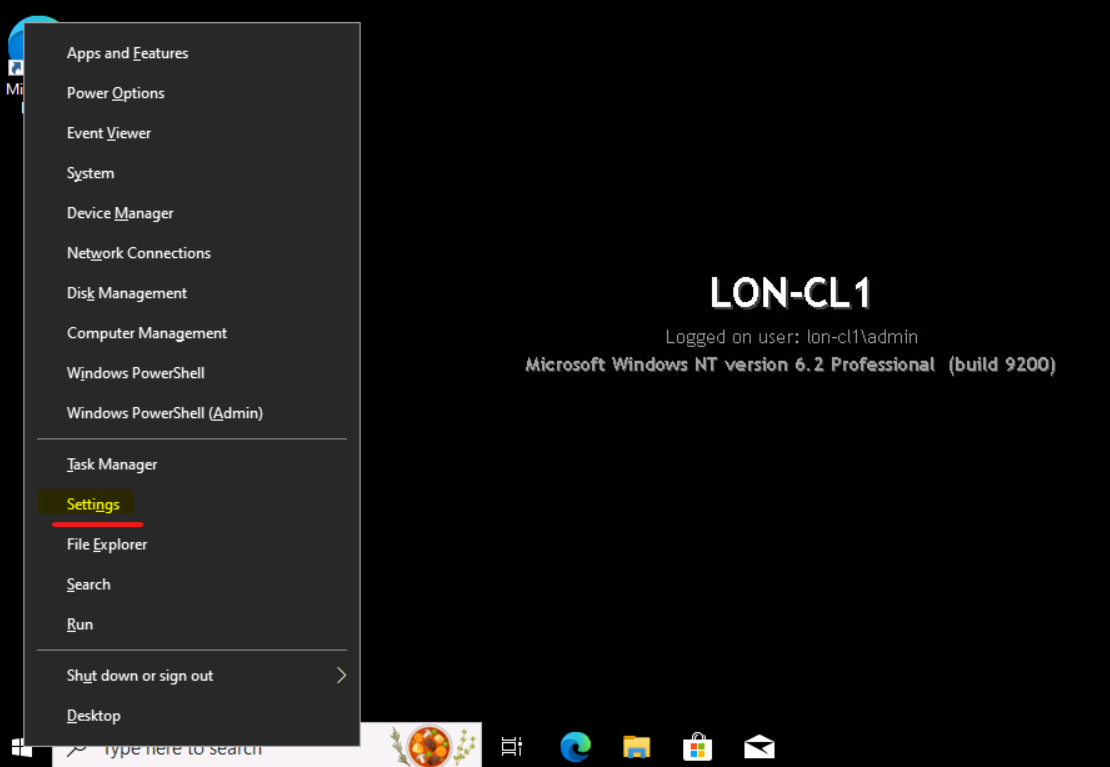 Apps and Features
Power Options
Event Viewer
System
Device Manager
Network Connections
Disk Management
Computer Management
Windows PowerShell
Windows PowerShell (Admin)
Task Manager
Settings
File Explorer
Search
Run
Shut down or sign out
Desktop
Type here to search
Mi
LON-CL1
Logged on user: lon-cl1\admin
Microsoft Windows NT version 6.2 Professional (build 9200)